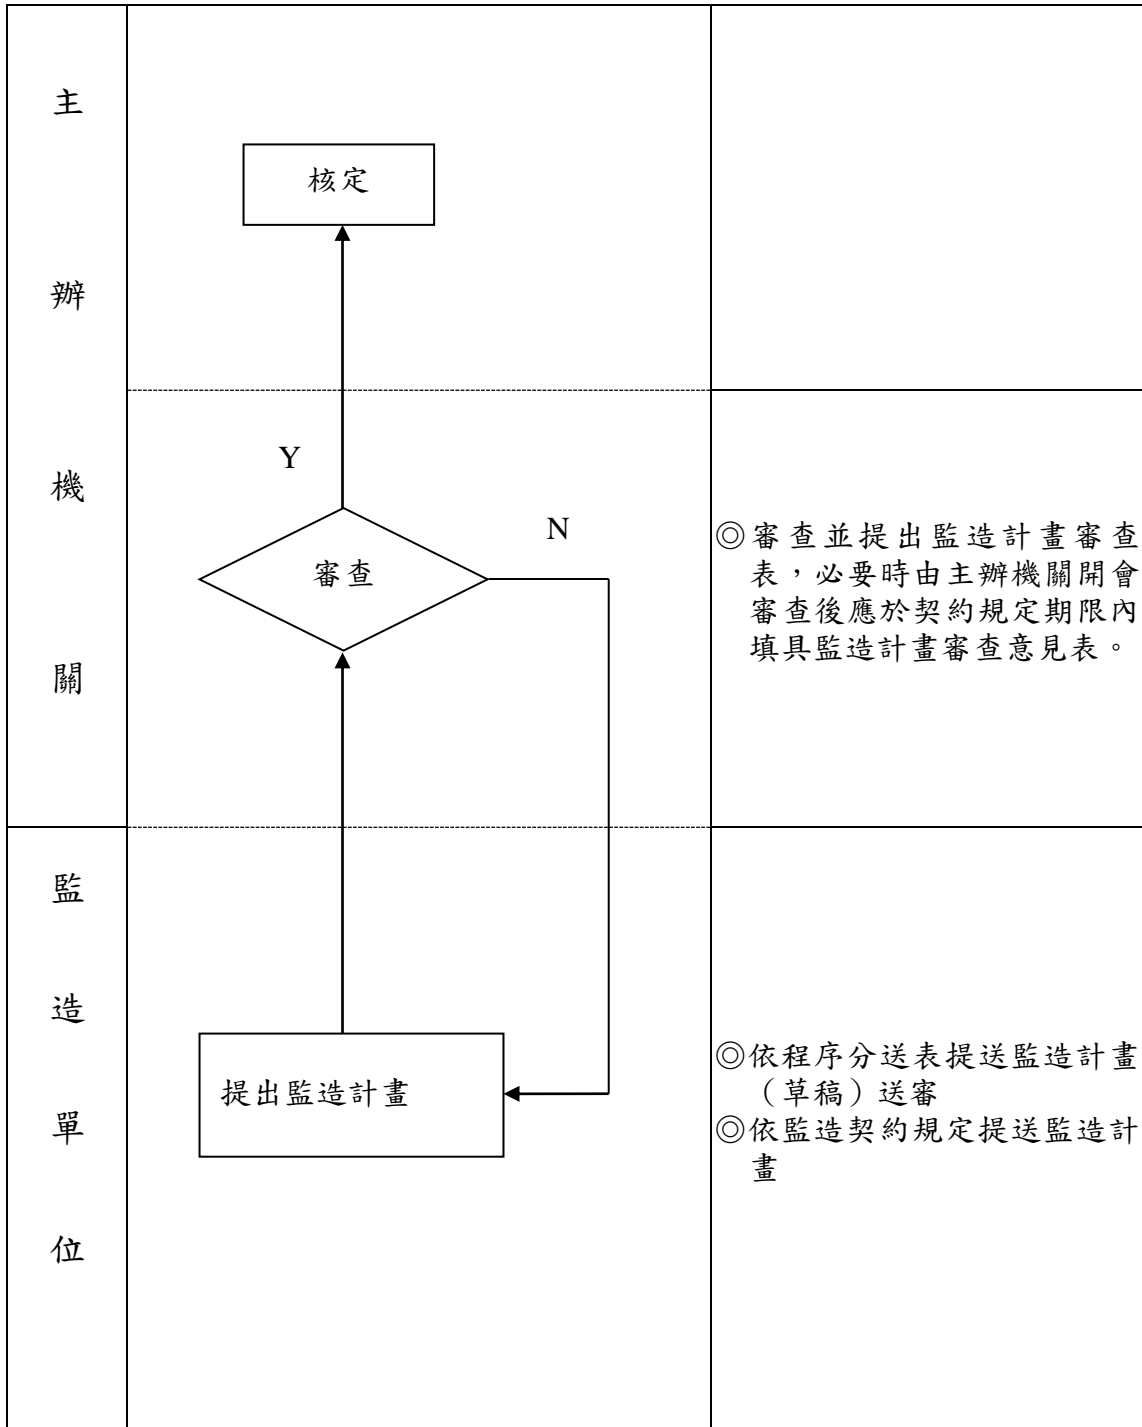 主
辦
機
關
核定
Y
N
審查
◎審查並提出監造計畫審查
表，必要時由主辦機關開會
審查後應於契約規定期限內
填具監造計畫審查意見表。
監
造
單
位
提出監造計畫
◎依程序分送表提送監造計畫
（草稿）送審
◎依監造契約規定提送監造計
畫